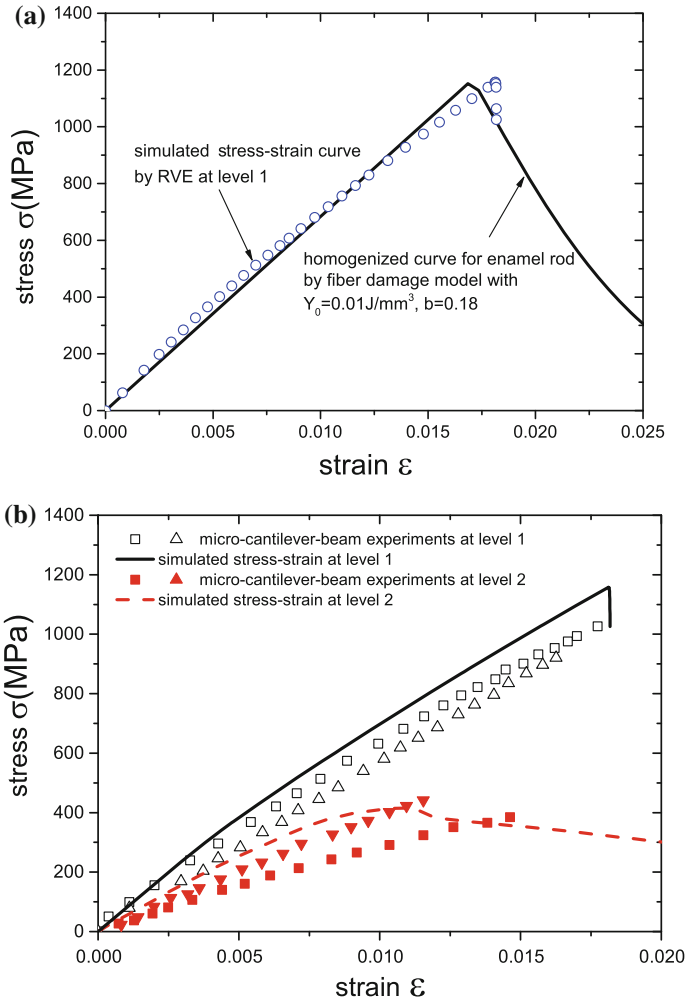 (a)
1400
1200
1000
800
600
400
200
0
stress σ(MPa)
simulated stress-strain curve
by RVE at level 1
homogenized curve for enamel rod
by fiber damage model with
Y₀=0.01J/mm³, b=0.18
0.000 0.005 0.010 0.015 0.020 0.025
strain ε
(b)
1400
1200
1000
800
600
400
200
0
stress σ(MPa)
micro-cantilever-beam experiments at level 1
simulated stress-strain at level 1
micro-cantilever-beam experiments at level 2
simulated stress-strain at level 2
0.000 0.005 0.010 0.015 0.020
strain ε